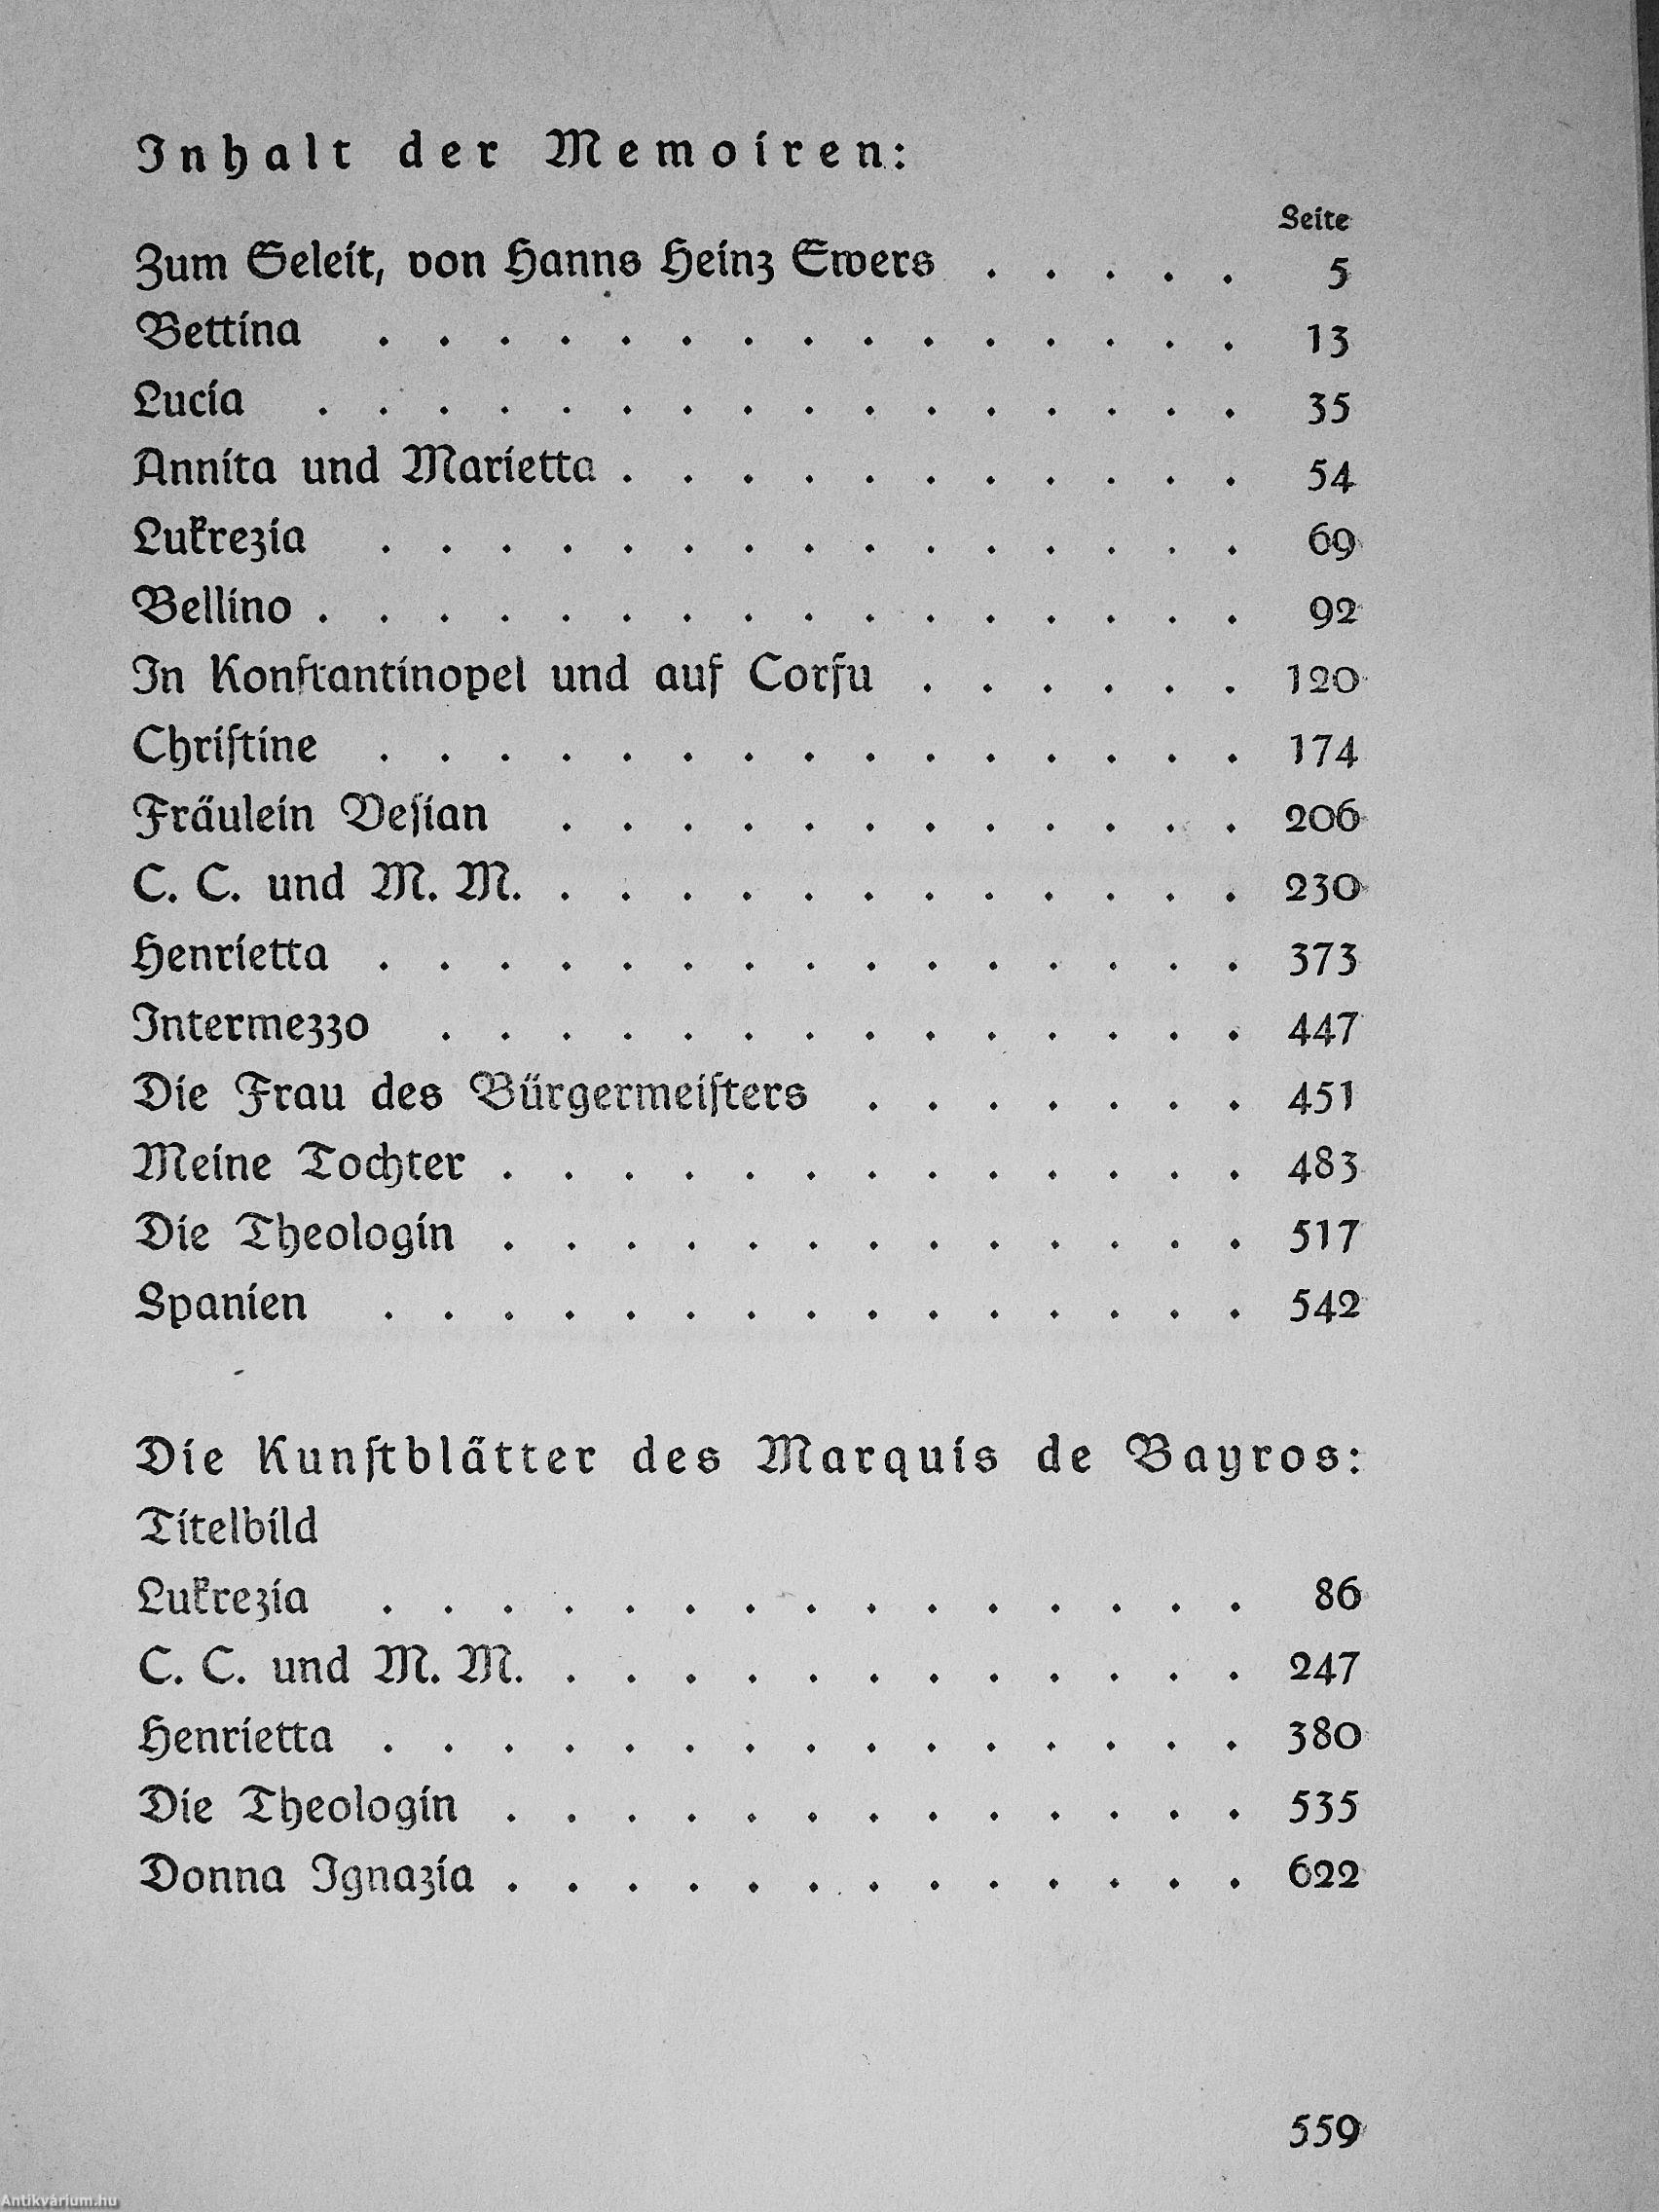 Inhalt der Memoiren:
Seite
Zum Geleit, von Hanns Heinz Ewers . . . . . 5
Bettina . . . . . . . . . . . . . . . 13
Lucia . . . . . . . . . . . . . . . . 35
Annita und Marietta . . . . . . . . . . . 54
Lukrezia . . . . . . . . . . . . . . . 69
Bellino . . . . . . . . . . . . . . . . 92
In Konſtantinopel und auf Corfu . . . . . . 120
Chriſtine . . . . . . . . . . . . . . . 174
Fräulein Veſian . . . . . . . . . . . . 206
C. C. und M. M. . . . . . . . . . . . . 230
Henrietta . . . . . . . . . . . . . . . 373
Intermezzo . . . . . . . . . . . . . . 447
Die Frau des Bürgermeiſters . . . . . . . 451
Meine Tochter . . . . . . . . . . . . . 483
Die Theologin . . . . . . . . . . . . . 517
Spanien . . . . . . . . . . . . . . . 542
Die Kunſtblätter des Marquis de Bayros:
Titelbild
Lukrezia . . . . . . . . . . . . . . . 86
C. C. und M. M. . . . . . . . . . . . . 247
Henrietta . . . . . . . . . . . . . . . 380
Die Theologin . . . . . . . . . . . . . 535
Donna Ignazia . . . . . . . . . . . . . 622
559
Antikvárium.hu